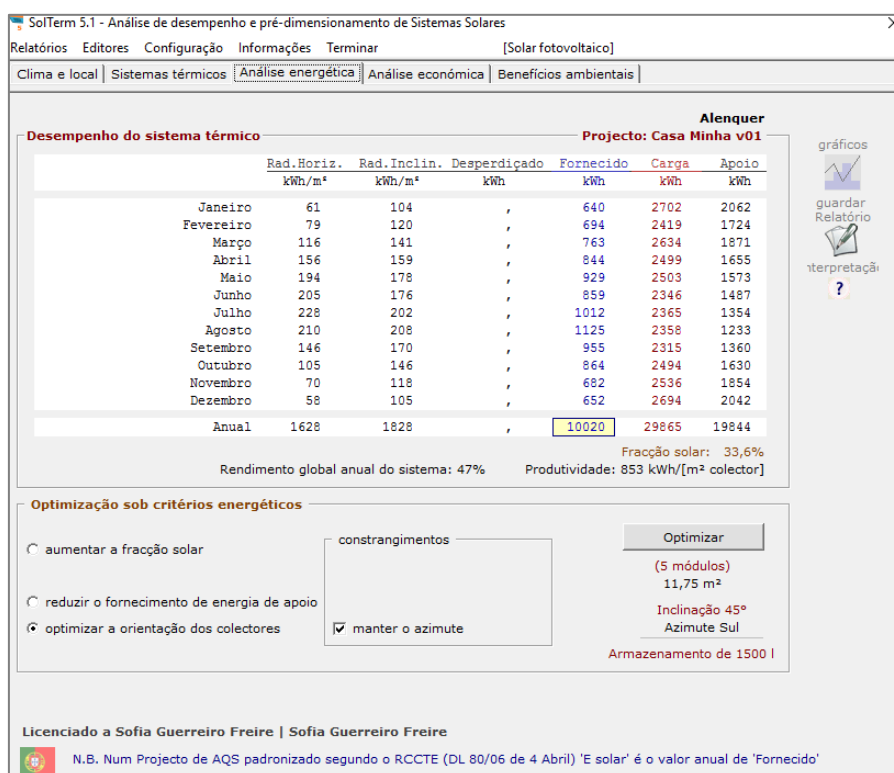 SolTerm 5.1 - Análise de desempenho e pré-dimensionamento de Sistemas Solares
Relatórios Editores Configuração Informações Terminar [Solar fotovoltaico]
Clima e local Sistemas térmicos Análise energética Análise económica Benefícios ambientais
Alenquer
Desempenho do sistema térmico Projecto: Casa Minha v01
Rad.Horiz. Rad.Inclin. Desperdiçado Fornecido Carga Apoio
kWh/m² kWh/m² kWh kWh kWh kWh
Janeiro 61 104 , 640 2702 2062
Fevereiro 79 120 , 694 2419 1724
Março 116 141 , 763 2634 1871
Abril 156 159 , 844 2499 1655
Maio 194 178 , 929 2503 1573
Junho 205 176 , 859 2346 1487
Julho 228 202 , 1012 2365 1354
Agosto 210 208 , 1125 2358 1233
Setembro 146 170 , 955 2315 1360
Outubro 105 146 , 864 2494 1630
Novembro 70 118 , 682 2536 1854
Dezembro 58 105 , 652 2694 2042
Anual 1628 1828 , 10020 29865 19844
Fracção solar: 33,6%
Rendimento global anual do sistema: 47% Produtividade: 853 kWh/[m² colector]
gráficos
guardar
Relatório
nterpretaçã
?
Optimização sob critérios energéticos
aumentar a fracção solar
reduzir o fornecimento de energia de apoio
optimizar a orientação dos colectores
constrangimentos
manter o azimute
Optimizar
(5 módulos)
11,75 m²
Inclinação 45º
Azimute Sul
Armazenamento de 1500 l
Licenciado a Sofia Guerreiro Freire | Sofia Guerreiro Freire
N.B. Num Projecto de AQS padronizado segundo o RCCTE (DL 80/06 de 4 Abril) 'E solar' é o valor anual de 'Fornecido'